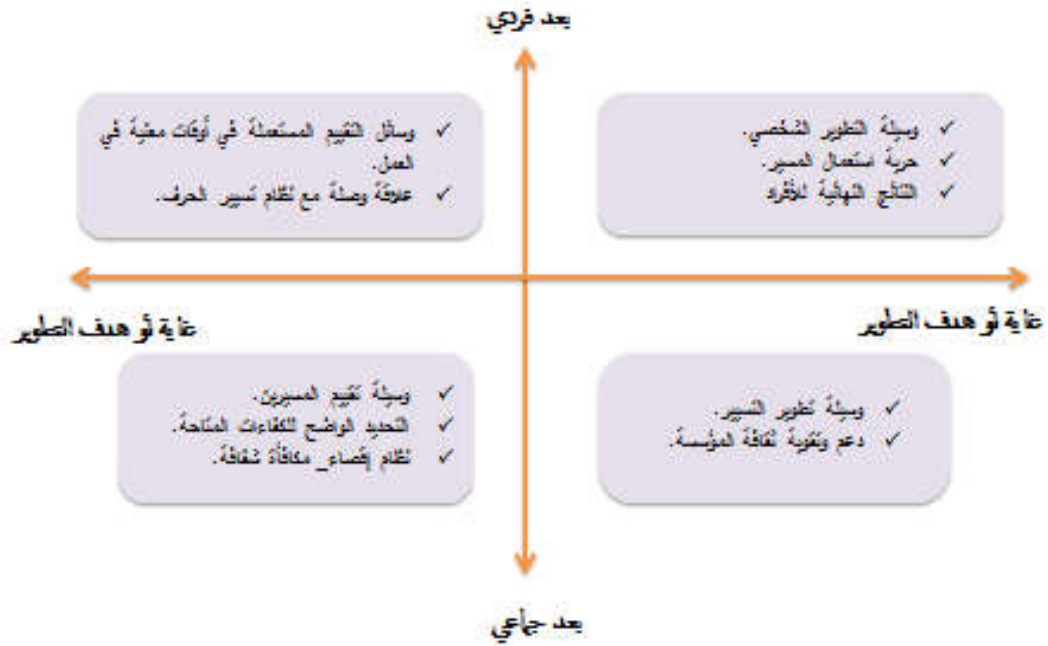 بعد فردي
✓ وسيلة التطوير الشخصي.
✓ حرية استعمال المسير.
✓ النتائج النهائية للأفراد
✓ وسائل التقييم المستعملة في أوقات معنية في
العمل.
✓ علاقة وصلة مع نظام تسيير الحرف.
غاية أو هدف التطوير
غاية أو هدف التطوير
✓ وسيلة تطوير التسيير.
✓ دعم وتقوية ثقافة المؤسسة.
✓ وسيلة تقييم المسيرين.
✓ التحديد الواضح للكفاءات المتاحة.
✓ نظام إقصاء_ مكافأة شفافة.
بعد جماعي